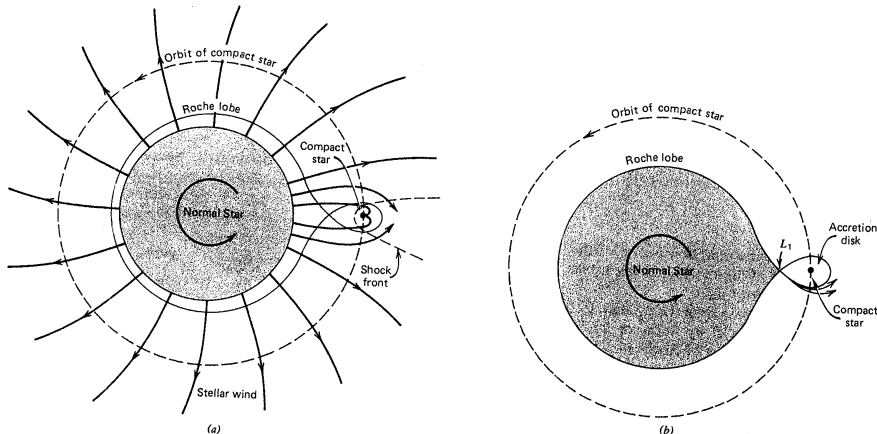 Orbit of compact star
Roche lobe
Compact
star
Normal Star
Shock
front
Stellar wind
(a)
Orbit of compact star
Roche lobe
L1
Accretion
disk
Normal Star
Compact
star
(b)